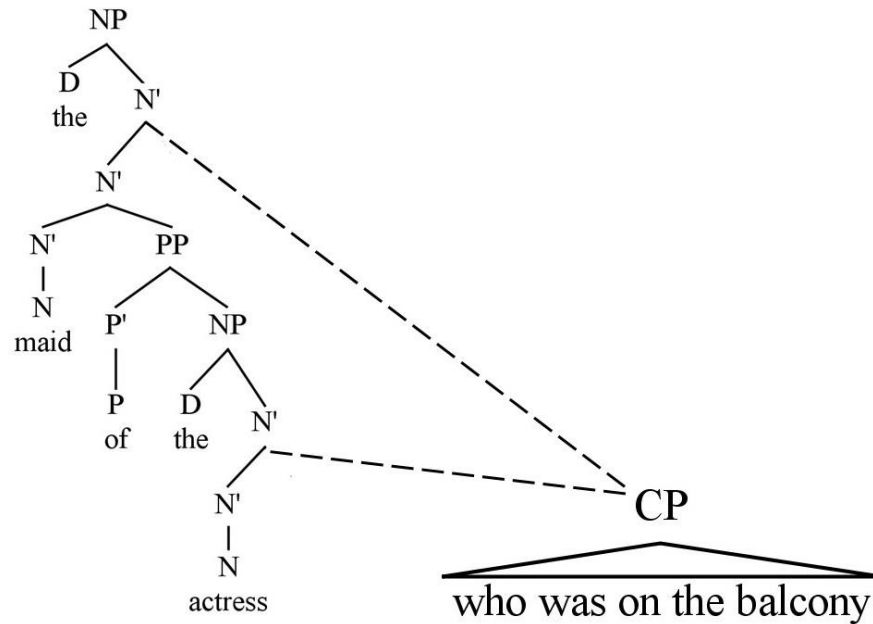 NP
D
the
N'
N'
N' PP
N
maid
P' NP
P
of
D
the
N'
N'
N
actress
CP
who was on the balcony